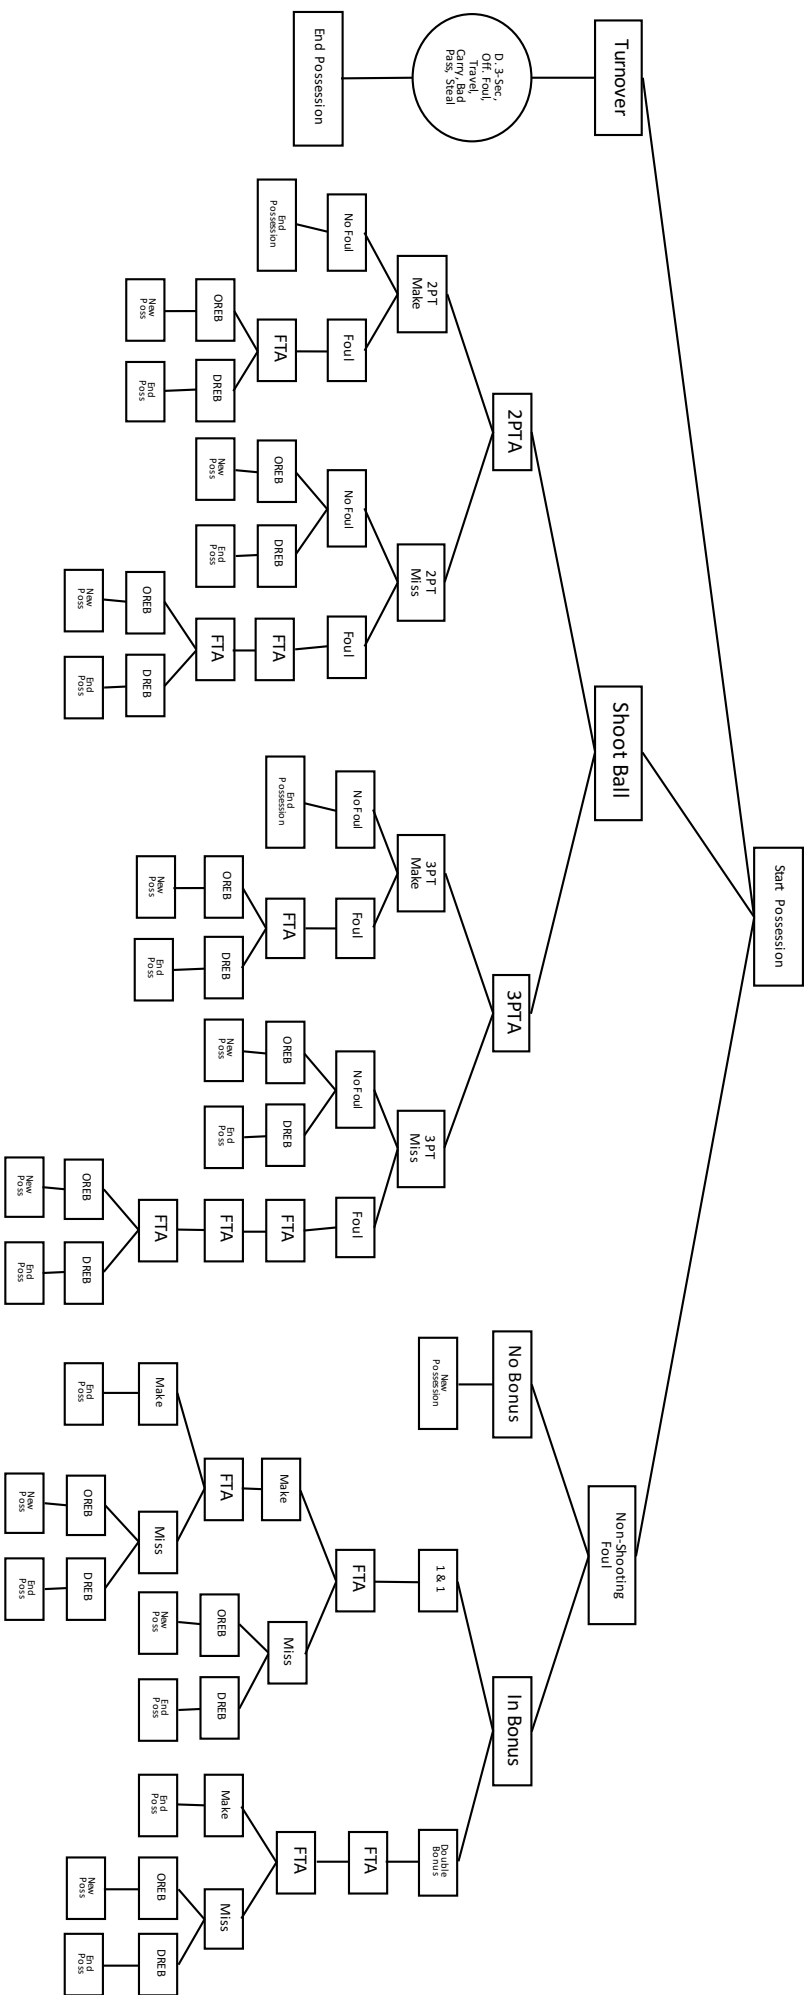 Start Possession
Turnover
Shoot Ball
Non-Shooting
Foul
D. 3-Sec,
Off. Foul,
Travel,
Carry, Bad
Pass, Steal
2PTA
3PTA
No Bonus
In Bonus
End Possession
2PT
Make
2PT
Miss
3PT
Make
3PT
Miss
New
Possession
1 & 1
Double
Bonus
No Foul
Foul
No Foul
Foul
No Foul
Foul
No Foul
Foul
FTA
FTA
End
Possession
FTA
OREB
DREB
FTA
End
Possession
FTA
OREB
DREB
FTA
Make
Miss
FTA
OREB
DREB
New
Poss
End
Poss
FTA
OREB
DREB
New
Poss
End
Poss
FTA
FTA
OREB
DREB
Make
Miss
New
Poss
End
Poss
OREB
DREB
New
Poss
End
Poss
FTA
Make
Miss
New
Poss
End
Poss
End
Poss
OREB
DREB
New
Poss
End
Poss
OREB
DREB
End
Poss
OREB
DREB
New
Poss
End
Poss
New
Poss
End
Poss
New
Poss
End
Poss